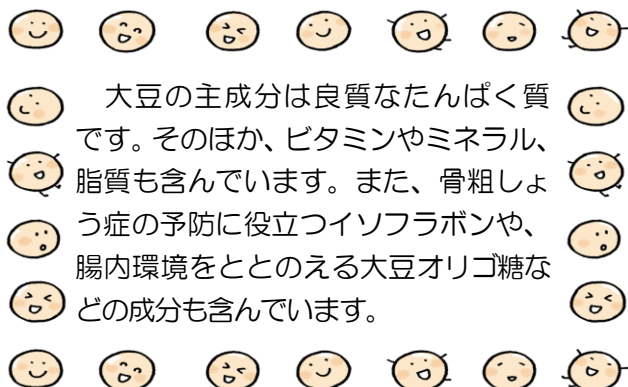 大豆の主成分は良質なたんぱく質
です。そのほか、ビタミンやミネラル、
脂質も含んでいます。また、骨粗しょ
う症の予防に役立つイソフラボンや、
腸内環境をととのえる大豆オリゴ糖な
どの成分も含んでいます。